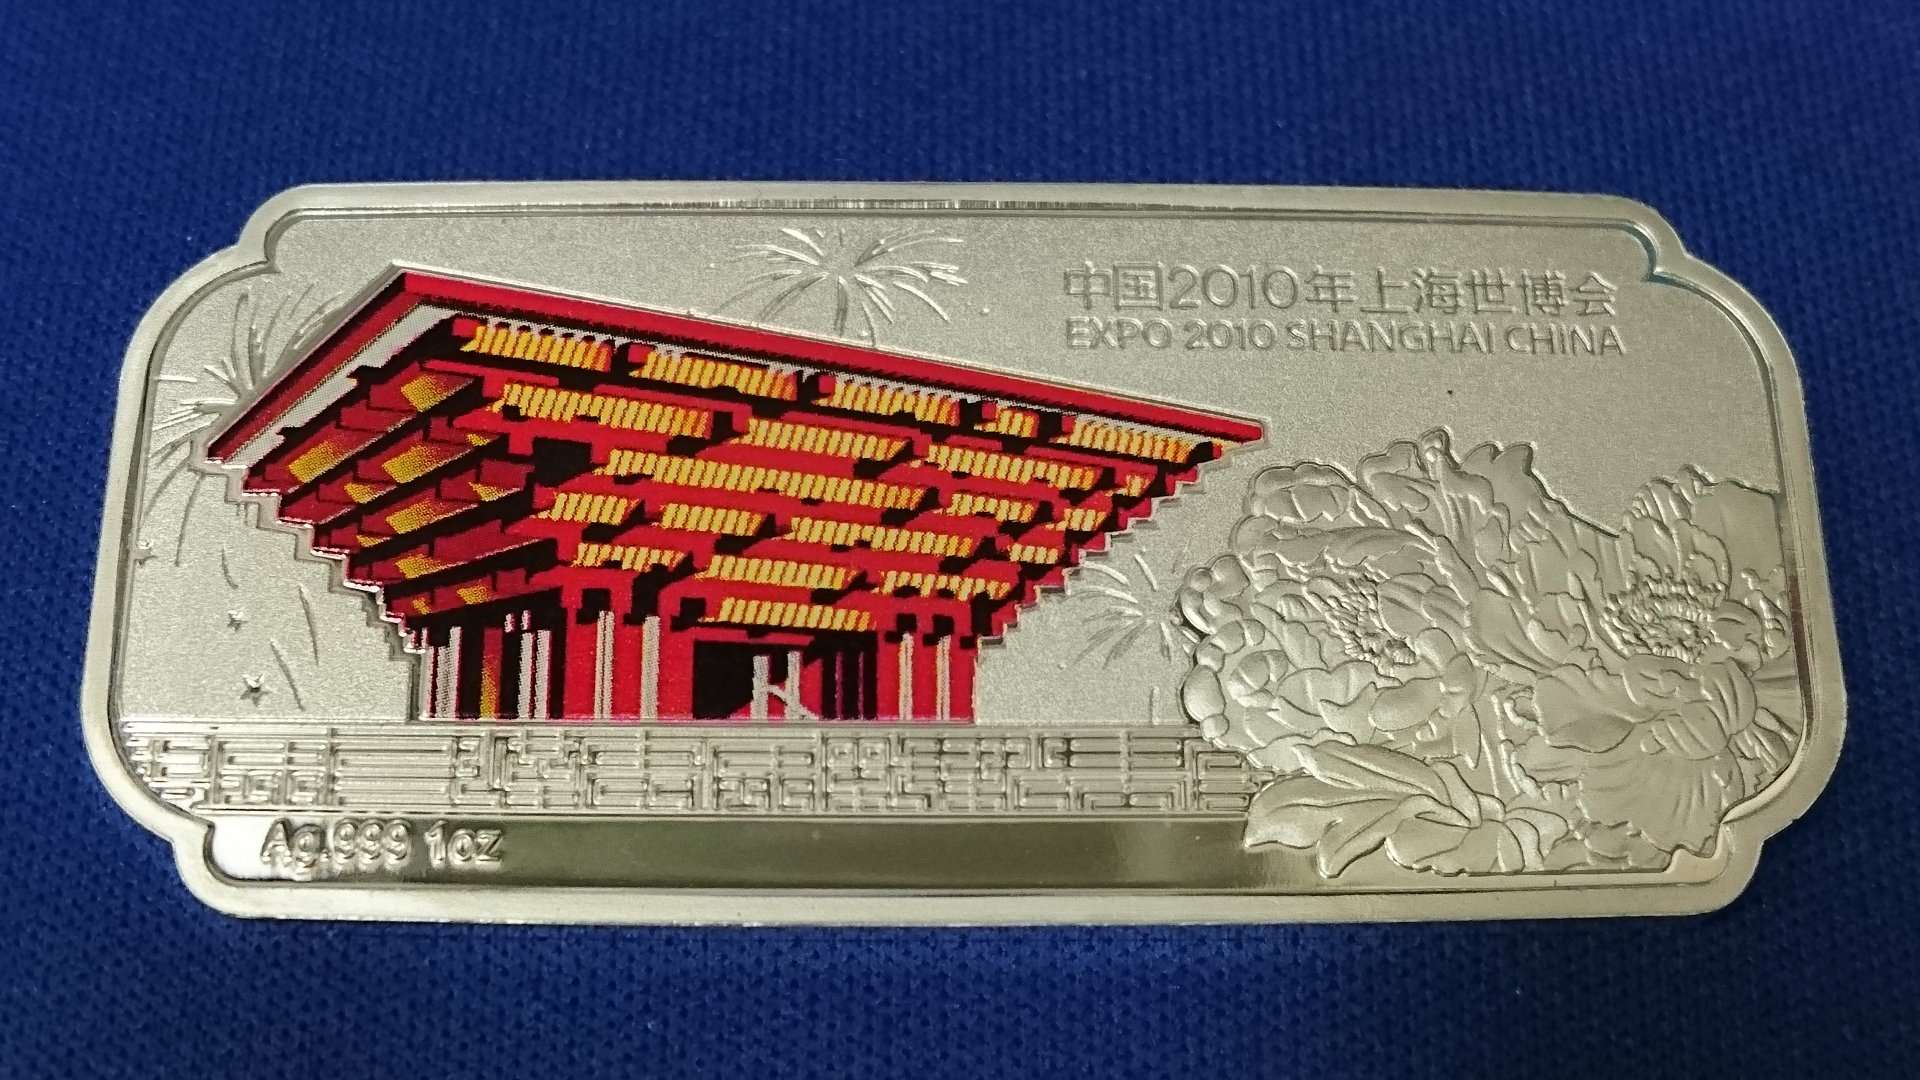 中国2010年上海世博会
EXPO 2010 SHANGHAI CHINA
Ag.999 1oz